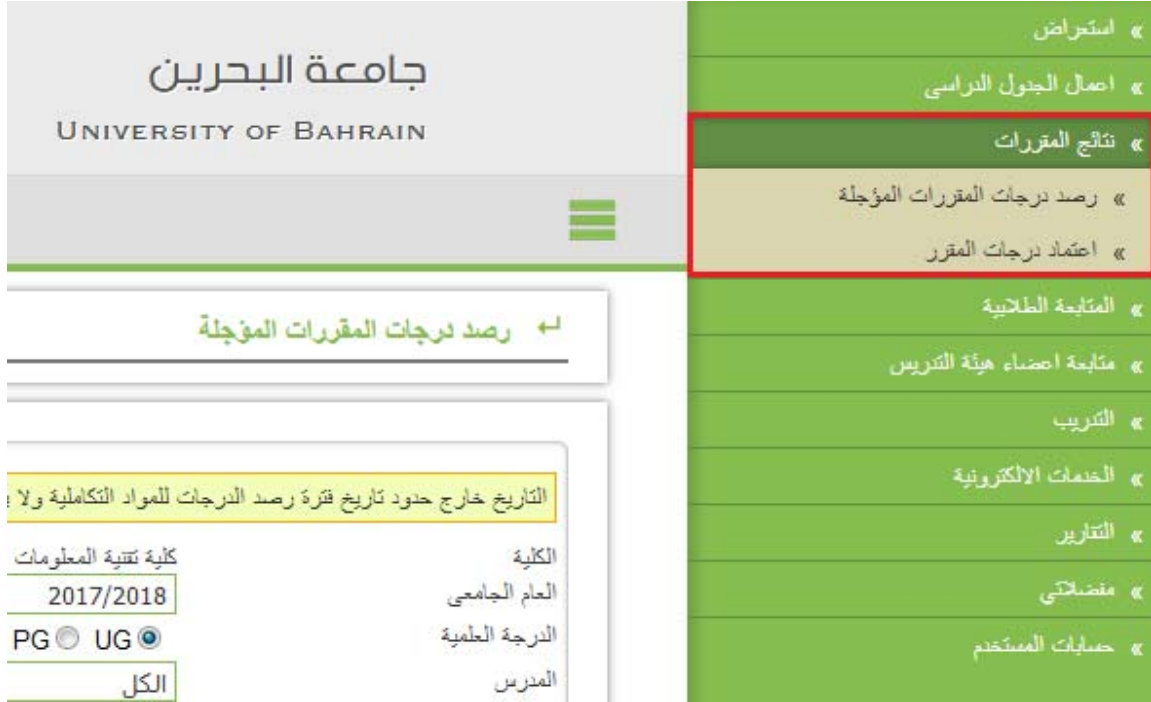 « استعراض
« اعمال الجدول الدراسى
« نتائج المقررات
« رصد درجات المقررات المؤجلة
« اعتماد درجات المقرر
« المتابعة الطلابية
« متابعة اعضاء هيئة التدريس
« التدريب
« الخدمات الالكترونية
« التقارير
« مفضلاتي
« حسابات المستخدم
جامعة البحرين
UNIVERSITY OF BAHRAIN
رصد درجات المقررات المؤجلة
التاريخ خارج حدود تاريخ فترة رصد الدرجات للمواد التكاملية ولا
الكلية كلية تقنية المعلومات
العام الجامعى 2017/2018
الدرجة العلمية UG PG
المدرس الكل